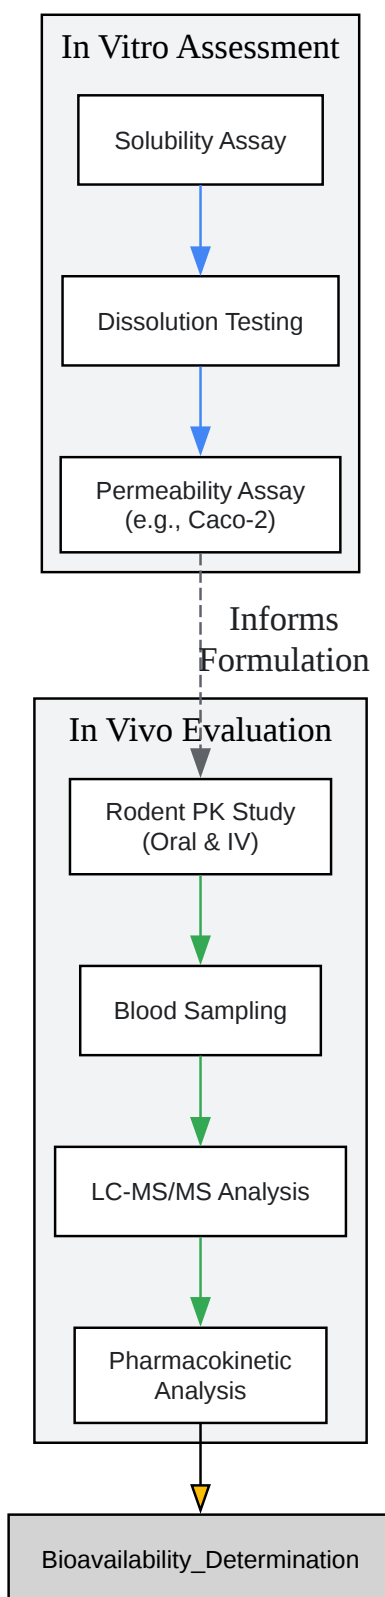 In Vitro Assessment
Solubility Assay
Dissolution Testing
Permeability Assay
(e.g., Caco-2)
Informs
Formulation
In Vivo Evaluation
Rodent PK Study
(Oral & IV)
Blood Sampling
LC-MS/MS Analysis
Pharmacokinetic
Analysis
Bioavailability_Determination